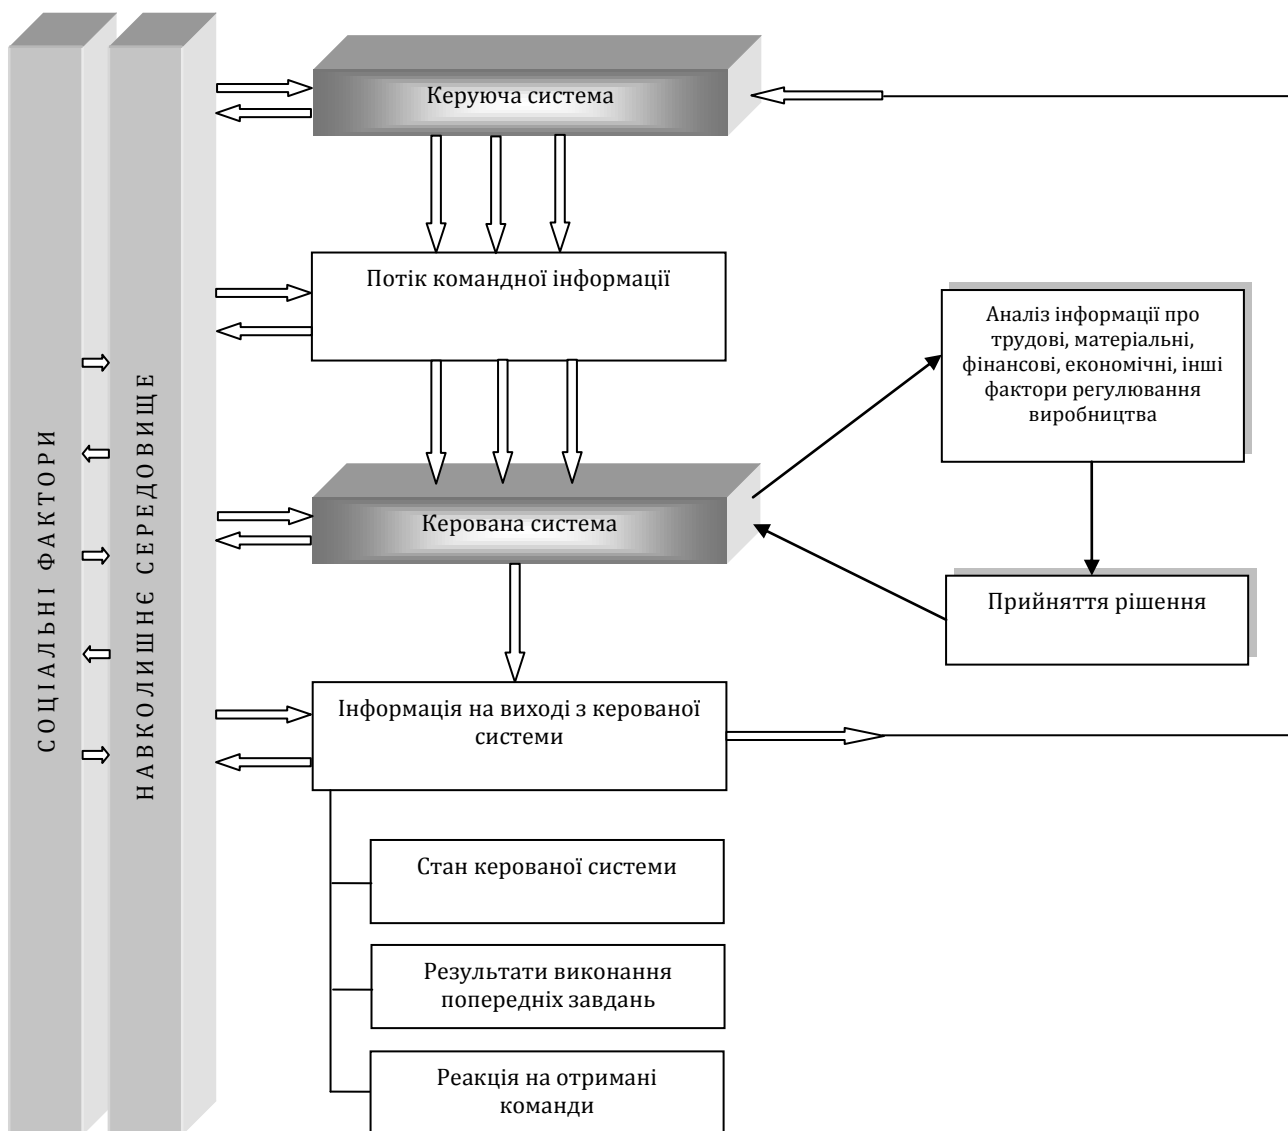 СОЦІАЛЬНІ ФАКТОРИ
НАВКОЛИШНЄ СЕРЕДОВИЩЕ
Керуюча система
Потік командної інформації
Аналіз інформації про
трудові, матеріальні,
фінансові, економічні, інші
фактори регулювання
виробництва
Керована система
Прийняття рішення
Інформація на виході з керованої
системи
Стан керованої системи
Результати виконання
попередніх завдань
Реакція на отримані
команди